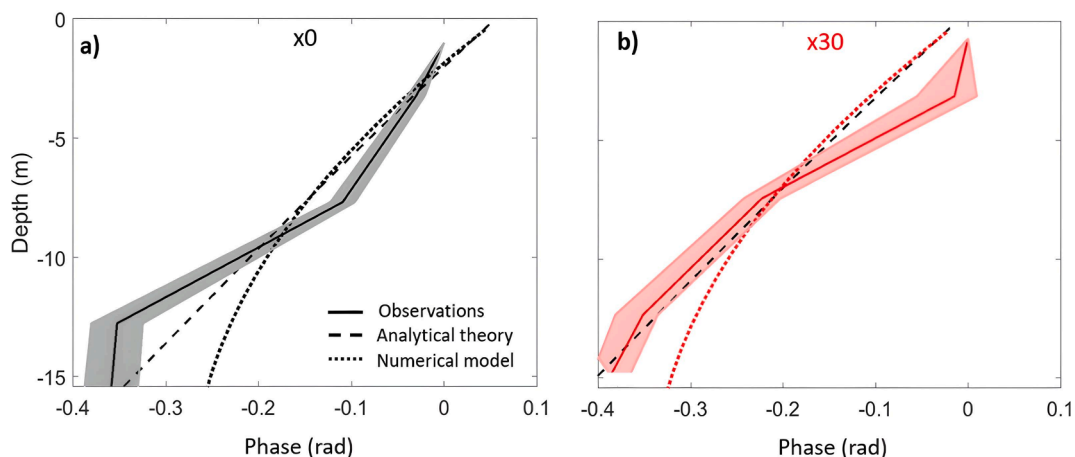 a)
x0
0
-5
-10
-15
Depth (m)
Observations
Analytical theory
Numerical model
-0.4 -0.3 -0.2 -0.1 0 0.1
Phase (rad)
b)
x30
-0.4 -0.3 -0.2 -0.1 0 0.1
Phase (rad)